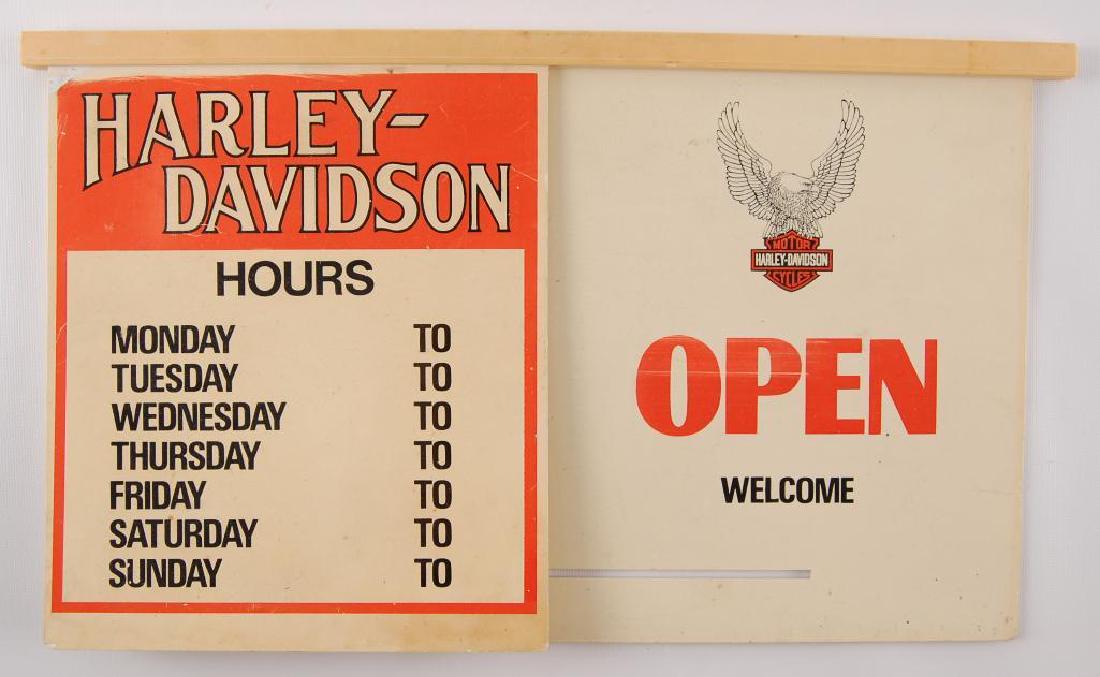 HARLEY-
DAVIDSON
HOURS
MONDAY TO
TUESDAY TO
WEDNESDAY TO
THURSDAY TO
FRIDAY TO
SATURDAY TO
SUNDAY TO
MOTOR
HARLEY-DAVIDSON
CYCLES
OPEN
WELCOME